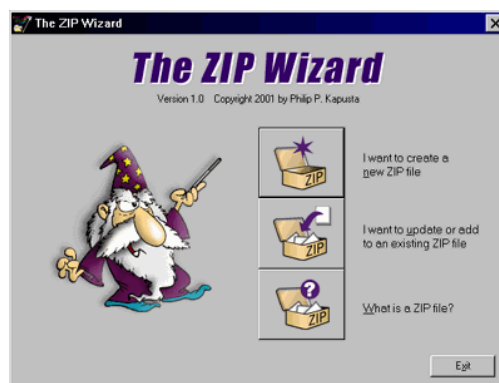 The ZIP Wizard
The ZIP Wizard
Version 1.0 Copyright 2001 by Philip P. Kapusta
ZIP
I want to create a
new ZIP file
ZIP
I want to update or add
to an existing ZIP file
?
ZIP
What is a ZIP file?
Exit